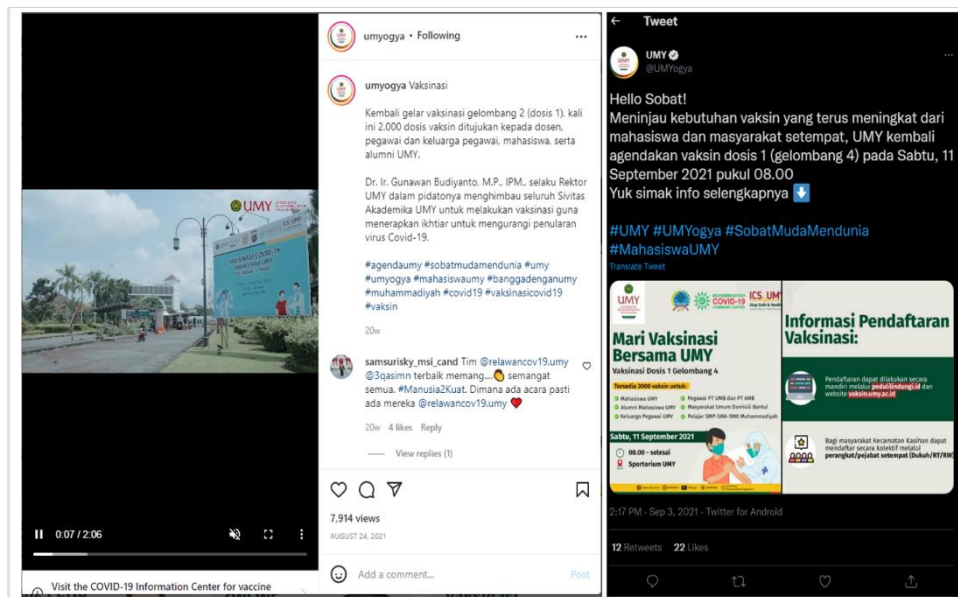 umyogya • Following
umyogya Vaksinasi
Kembali gelar vaksinasi gelombang 2 (dosis 1), kali
ini 2.000 dosis vaksin ditujukan kepada dosen,
pegawai dan keluarga pegawai, mahasiswa, serta
alumni UMY.
Dr. Ir. Gunawan Budiyanto, M.P., IPM., selaku Rektor
UMY dalam pidatonya menghimbau seluruh Sivitas
Akademika UMY untuk melakukan vaksinasi guna
menerapkan ikhtiar untuk mengurangi penularan
virus Covid-19.
#agendaumy #sobatmudamendunia #umy
#umyogya #mahasiswaumy #banggadenganumy
#muhammadiyah #covid19 #vaksinasicovid19
#vaksin
20w
samsurisky_msi_cand Tim @relawancov19.umy
@3qasimn terbaik memang....👏 semangat
semua. #Manusia2Kuat. Dimana ada acara pasti
ada mereka @relawancov19.umy ❤️
20w 4 likes Reply
View replies (1)
7,914 views
AUGUST 24, 2021
Add a comment... Post
UMY
VAKSINASI COVID-19
MAHASISWA UMY
0:07 / 2:06
Visit the COVID-19 Information Center for vaccine
Tweet
UMY
@UMYogya
Hello Sobat!
Meninjau kebutuhan vaksin yang terus meningkat dari
mahasiswa dan masyarakat setempat, UMY kembali
agendakan vaksin dosis 1 (gelombang 4) pada Sabtu, 11
September 2021 pukul 08.00
Yuk simak info selengkapnya ⬇️
#UMY #UMYogya #SobatMudaMendunia
#MahasiswaUMY
Translate Tweet
UMY
COVID-19
ICS UM
Mari Vaksinasi
Bersama UMY
Vaksinasi Dosis 1 Gelombang 4
Tersedia 3000 vaksin untuk:
Mahasiswa UMY
Alumni Mahasiswa UMY
Keluarga Pegawai UMY
Pegawai PT UMB dan PT AMB
Masyarakat Umum Domisili Bantul
Pelajar SMP-SMA-SMK Muhammadiyah
Sabtu, 11 September 2021
08.00 - selesai
Sportorium UMY
Informasi Pendaftaran
Vaksinasi:
Pendaftaran dapat dilakukan secara
mandiri melalui pedulilindungi.id dan
website vaksin.umy.ac.id
Bagi masyarakat Kecamatan Kasihan dapat
mendaftar secara kolektif melalui
perangkat/pejabat setempat (Dukuh/RT/RW)
2:17 PM · Sep 3, 2021 · Twitter for Android
12 Retweets 22 Likes